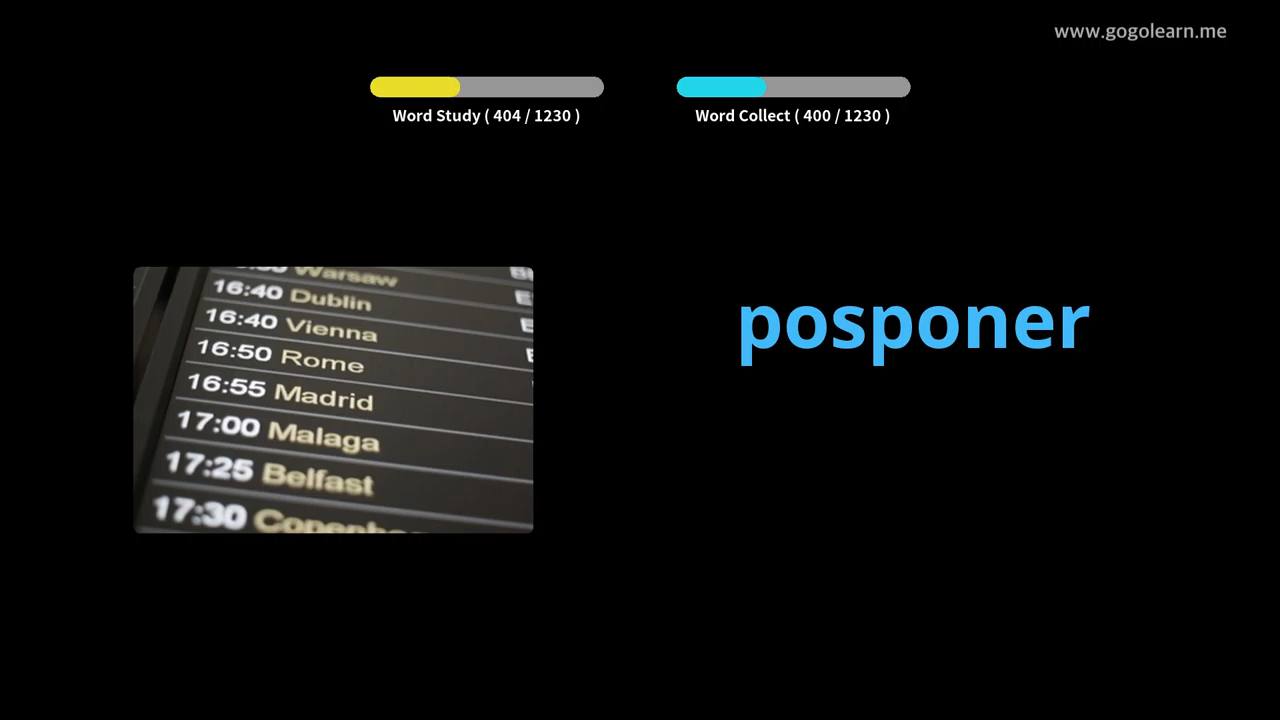 www.gogolearn.me
Word Study ( 404 / 1230 )
Word Collect ( 400 / 1230 )
posponer
Warsaw
16:40 Dublin
16:40 Vienna
16:50 Rome
16:55 Madrid
17:00 Malaga
17:25 Belfast
17:30